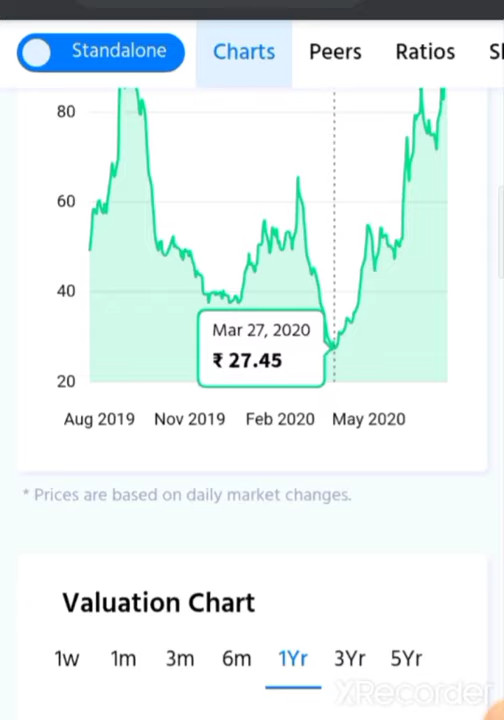 Standalone Charts Peers Ratios
80
60
40
Mar 27, 2020
₹ 27.45
20
Aug 2019 Nov 2019 Feb 2020 May 2020
* Prices are based on daily market changes.
Valuation Chart
1w 1m 3m 6m 1Yr 3Yr 5Yr
XRecorder